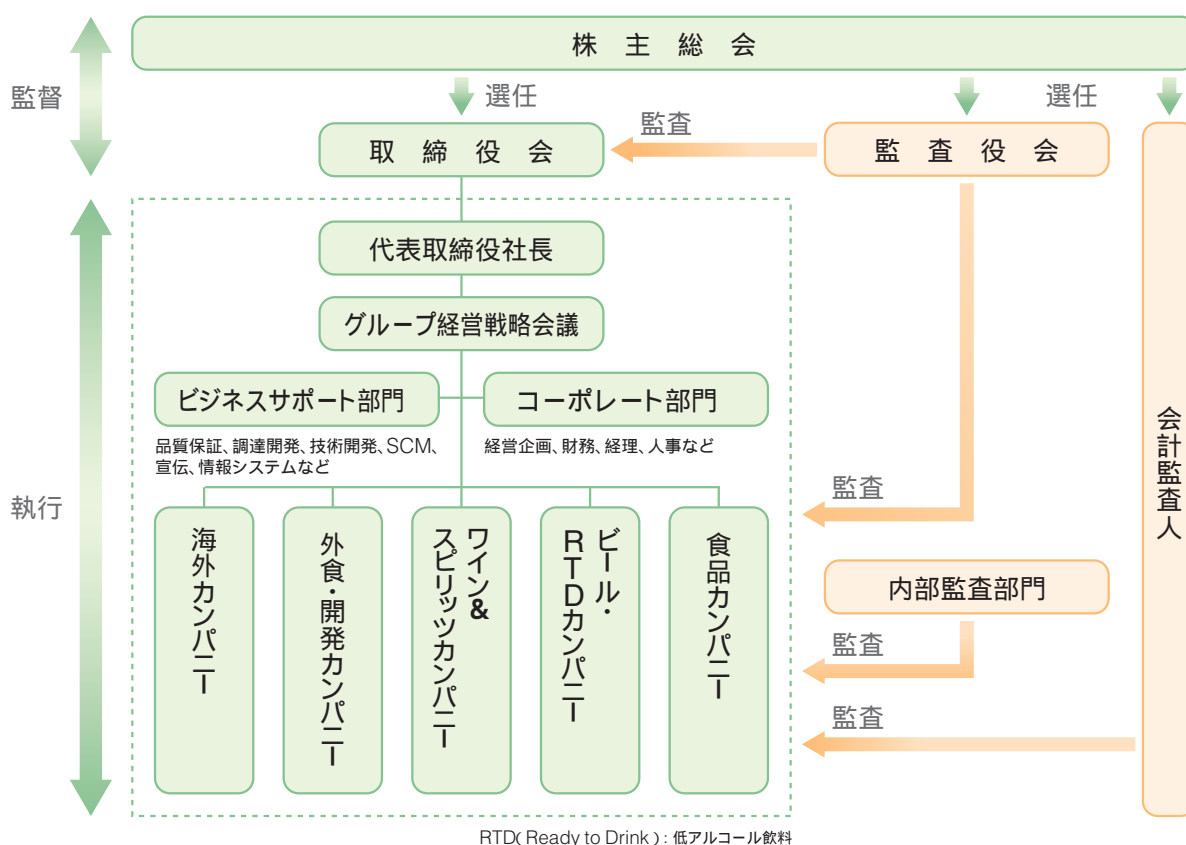 株主総会
監督
選任
選任
監査
取締役会
監査役会
代表取締役社長
グループ経営戦略会議
ビジネスサポート部門
コーポレート部門
品質保証、調達開発、技術開発、SCM、
宣伝、情報システムなど
経営企画、財務、経理、人事など
執行
海外カンパニー
外食・開発カンパニー
ワイン&
スピリッツカンパニー
ビール・
RTDカンパニー
食品カンパニー
監査
内部監査部門
監査
監査
会計監査人
RTD( Ready to Drink ) : 低アルコール飲料